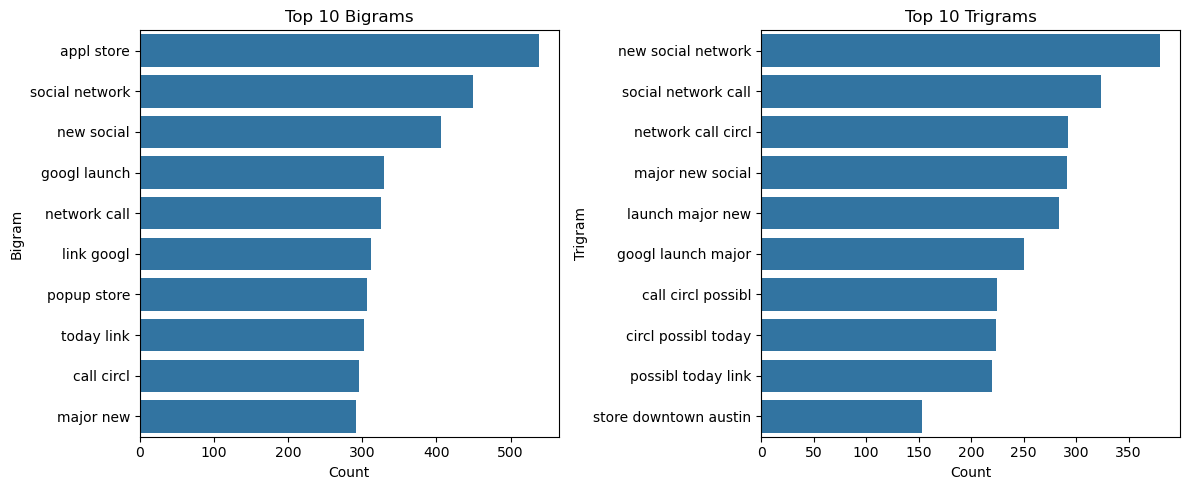 Top 10 Bigrams
Bigram
appl store
social network
new social
googl launch
network call
link googl
popup store
today link
call circl
major new
0 100 200 300 400 500
Count
Top 10 Trigrams
Trigram
new social network
social network call
network call circl
major new social
launch major new
googl launch major
call circl possibl
circl possibl today
possibl today link
store downtown austin
0 50 100 150 200 250 300 350
Count